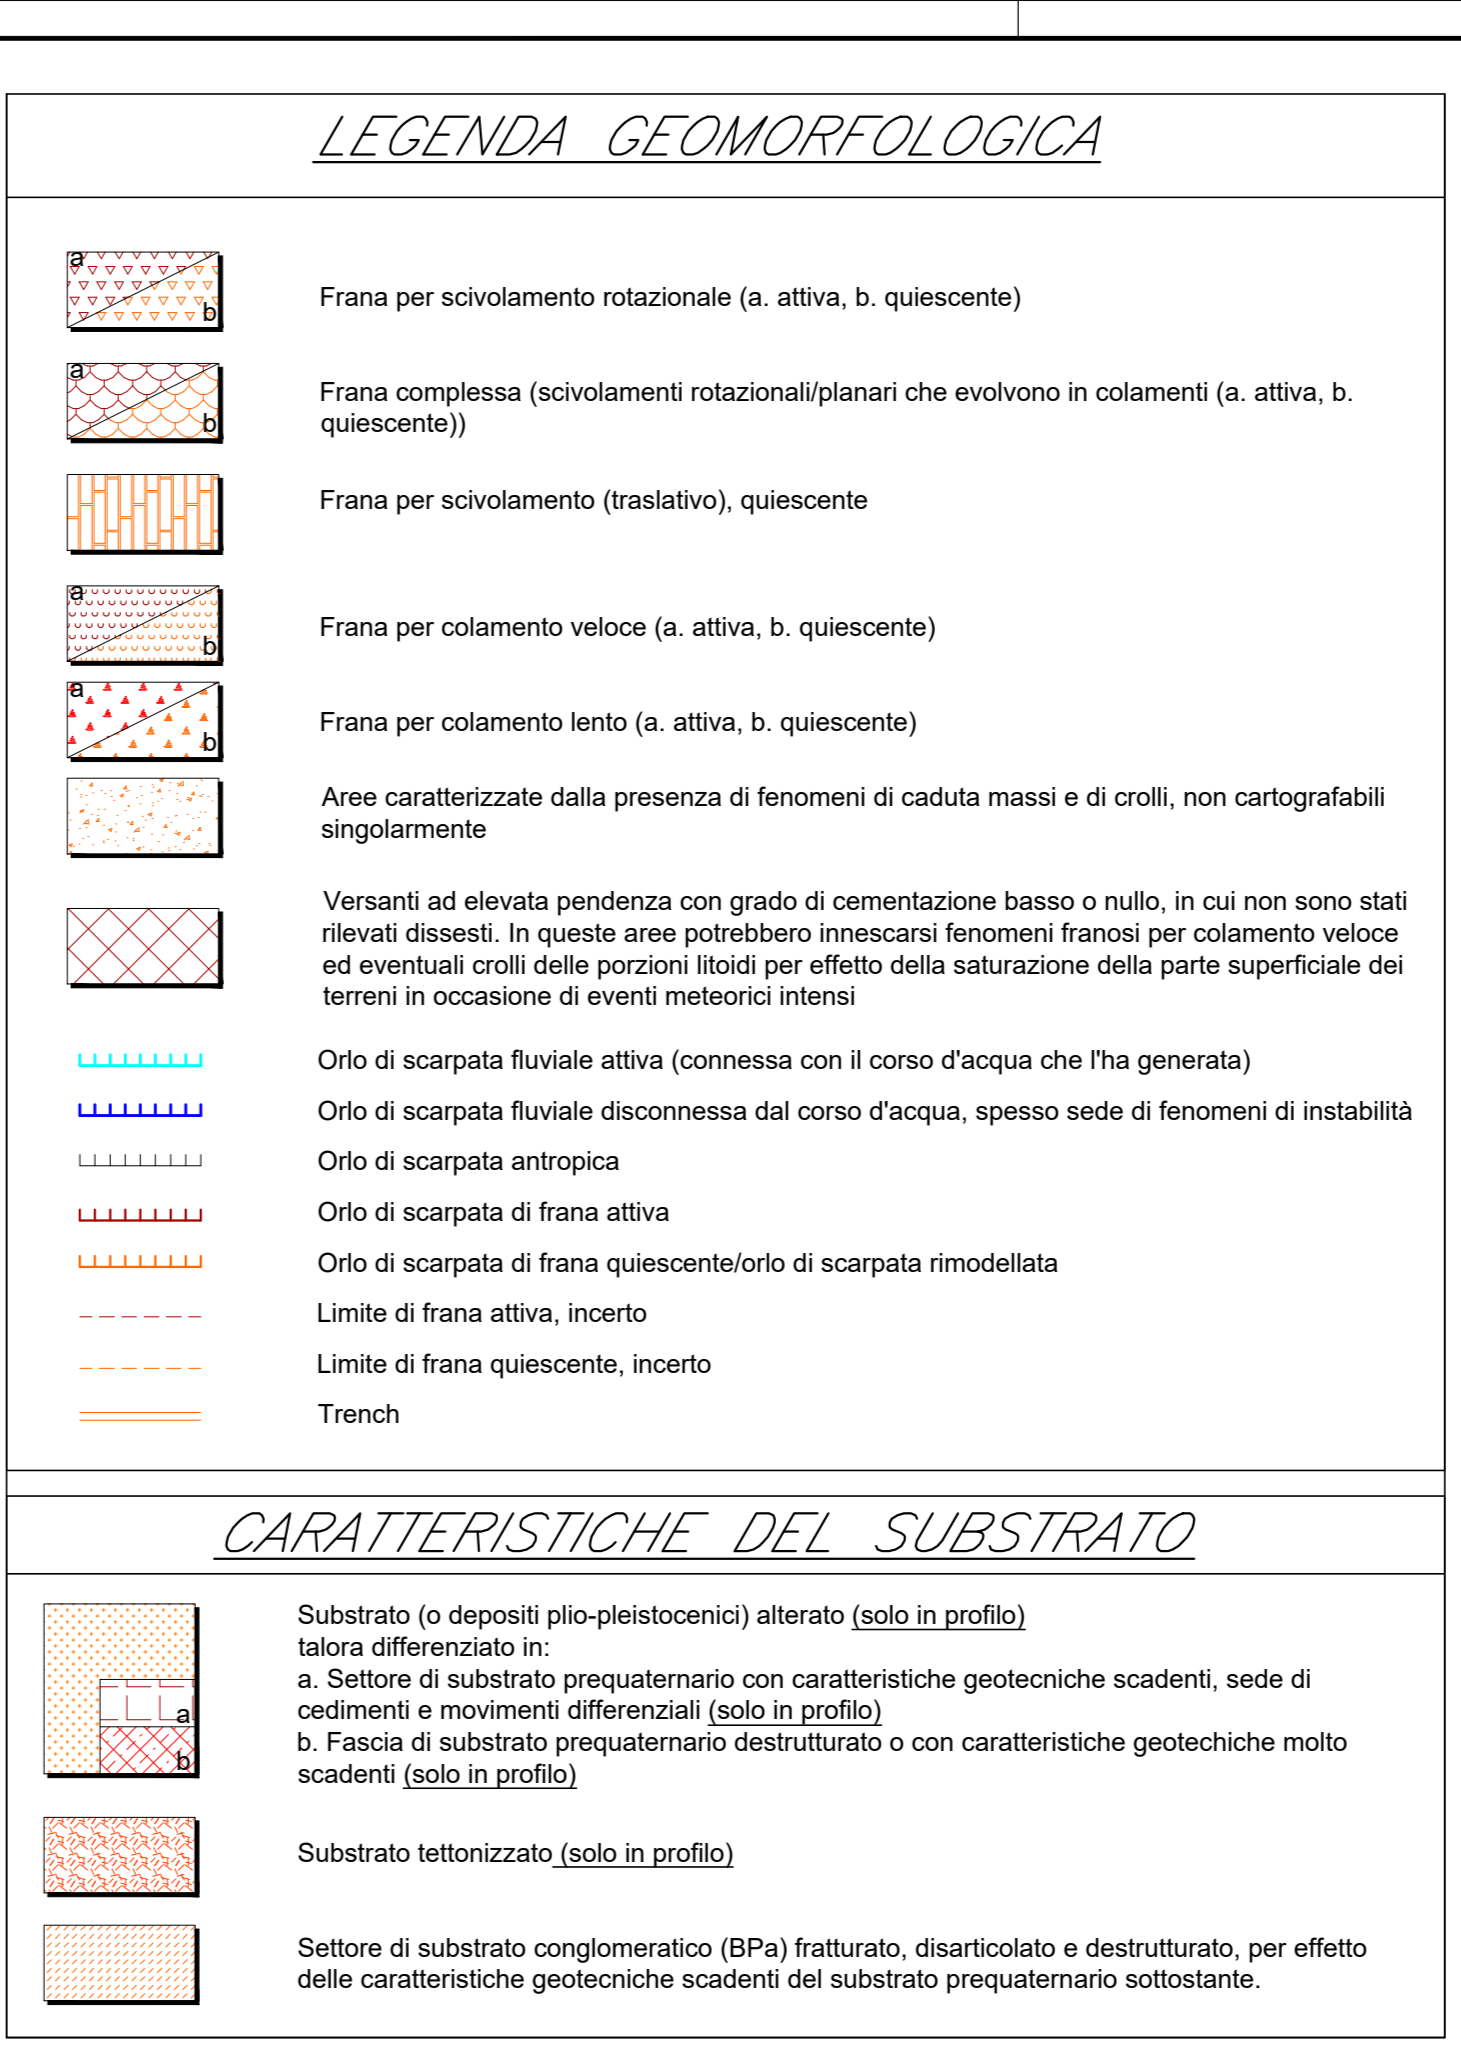 LEGENDA GEOMORFOLOGICA
a
b
Frana per scivolamento rotazionale (a. attiva, b. quiescente)
a
b
Frana complessa (scivolamenti rotazionali/planari che evolvono in colamenti (a. attiva, b.
quiescente))
Frana per scivolamento (traslativo), quiescente
a
b
Frana per colamento veloce (a. attiva, b. quiescente)
a
b
Frana per colamento lento (a. attiva, b. quiescente)
Aree caratterizzate dalla presenza di fenomeni di caduta massi e di crolli, non cartografabili
singolarmente
Versanti ad elevata pendenza con grado di cementazione basso o nullo, in cui non sono stati
rilevati dissesti. In queste aree potrebbero innescarsi fenomeni franosi per colamento veloce
ed eventuali crolli delle porzioni litoidi per effetto della saturazione della parte superficiale dei
terreni in occasione di eventi meteorici intensi
Orlo di scarpata fluviale attiva (connessa con il corso d'acqua che l'ha generata)
Orlo di scarpata fluviale disconnessa dal corso d'acqua, spesso sede di fenomeni di instabilità
Orlo di scarpata antropica
Orlo di scarpata di frana attiva
Orlo di scarpata di frana quiescente/orlo di scarpata rimodellata
Limite di frana attiva, incerto
Limite di frana quiescente, incerto
Trench
CARATTERISTICHE DEL SUBSTRATO
Substrato (o depositi plio-pleistocenici) alterato (solo in profilo)
talora differenziato in:
a. Settore di substrato prequaternario con caratteristiche geotecniche scadenti, sede di
cedimenti e movimenti differenziali (solo in profilo)
b. Fascia di substrato prequaternario destrutturato o con caratteristiche geotechiche molto
scadenti (solo in profilo)
a
b
Substrato tettonizzato (solo in profilo)
Settore di substrato conglomeratico (BPa) fratturato, disarticolato e destrutturato, per effetto
delle caratteristiche geotecniche scadenti del substrato prequaternario sottostante.